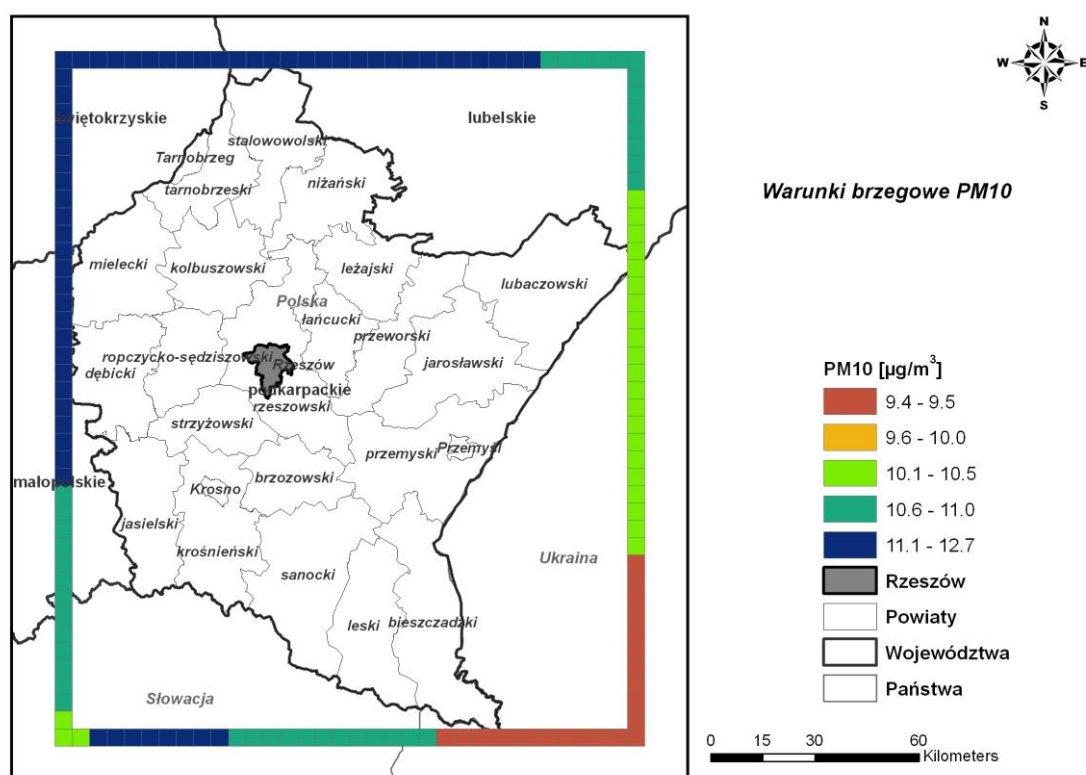 N
W E
S
Warunki brzegowe PM10
więtokrzyskie
lubelskie
stalowowolski
Tarnobrzeg
tarnobrzeski
niżański
mielecki
kolbuszowski
leżajski
lubaczowski
Polska
łańcucki
przeworski
ropczycko-sędziszowski
Rzeszów
jarosławski
dębicki
podkarpackie
rzeszowski
strzyżowski
przemyski
Przemyśl
brzozowski
małopolskie
Krosno
jasielski
krośnieński
sanocki
Ukraina
leski
bieszczadzki
Słowacja
PM10 [µg/m³]
9.4 - 9.5
9.6 - 10.0
10.1 - 10.5
10.6 - 11.0
11.1 - 12.7
Rzeszów
Powiaty
Województwa
Państwa
0 15 30 60
Kilometers